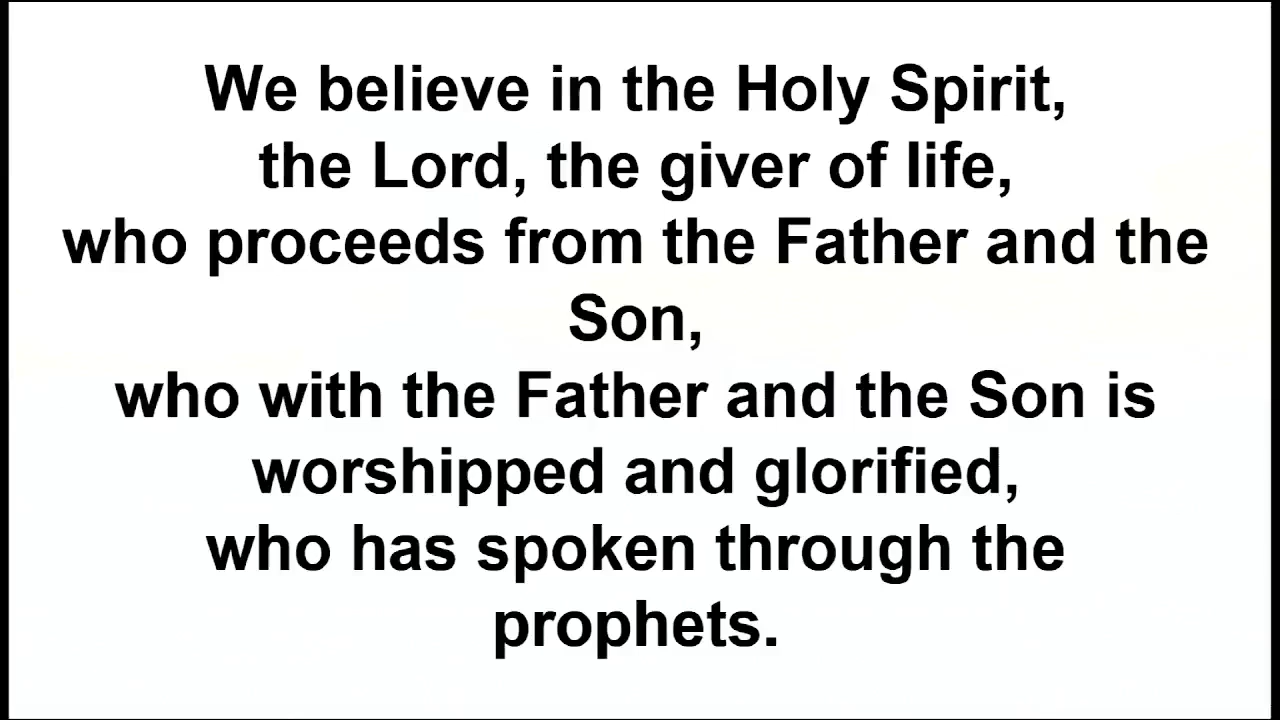 We believe in the Holy Spirit,
the Lord, the giver of life,
who proceeds from the Father and the
Son,
who with the Father and the Son is
worshipped and glorified,
who has spoken through the
prophets.